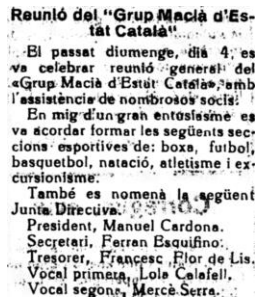 Reunió del "Grup Macià d'Es-
tat Català"
El passat diumenge, dia 4, es
va celebrar reunió general del
«Grup Macià d'Estat Català», amb
l'assistència de nombrosos socis.
En mig d'un gran entusiasme es
va acordar formar les següents sec-
cions esportives de: boxa, futbol,
basquetbol, natació, atletisme i ex-
cursionisme.
També es nomenà la següent
Junta Directiva.
President, Manuel Cardona.
Secretari, Ferran Esquifino.
Tresorer, Francesc Flor de Lis.
Vocal primera, Lola Calafell.
Vocal segona, Mercè Serra.